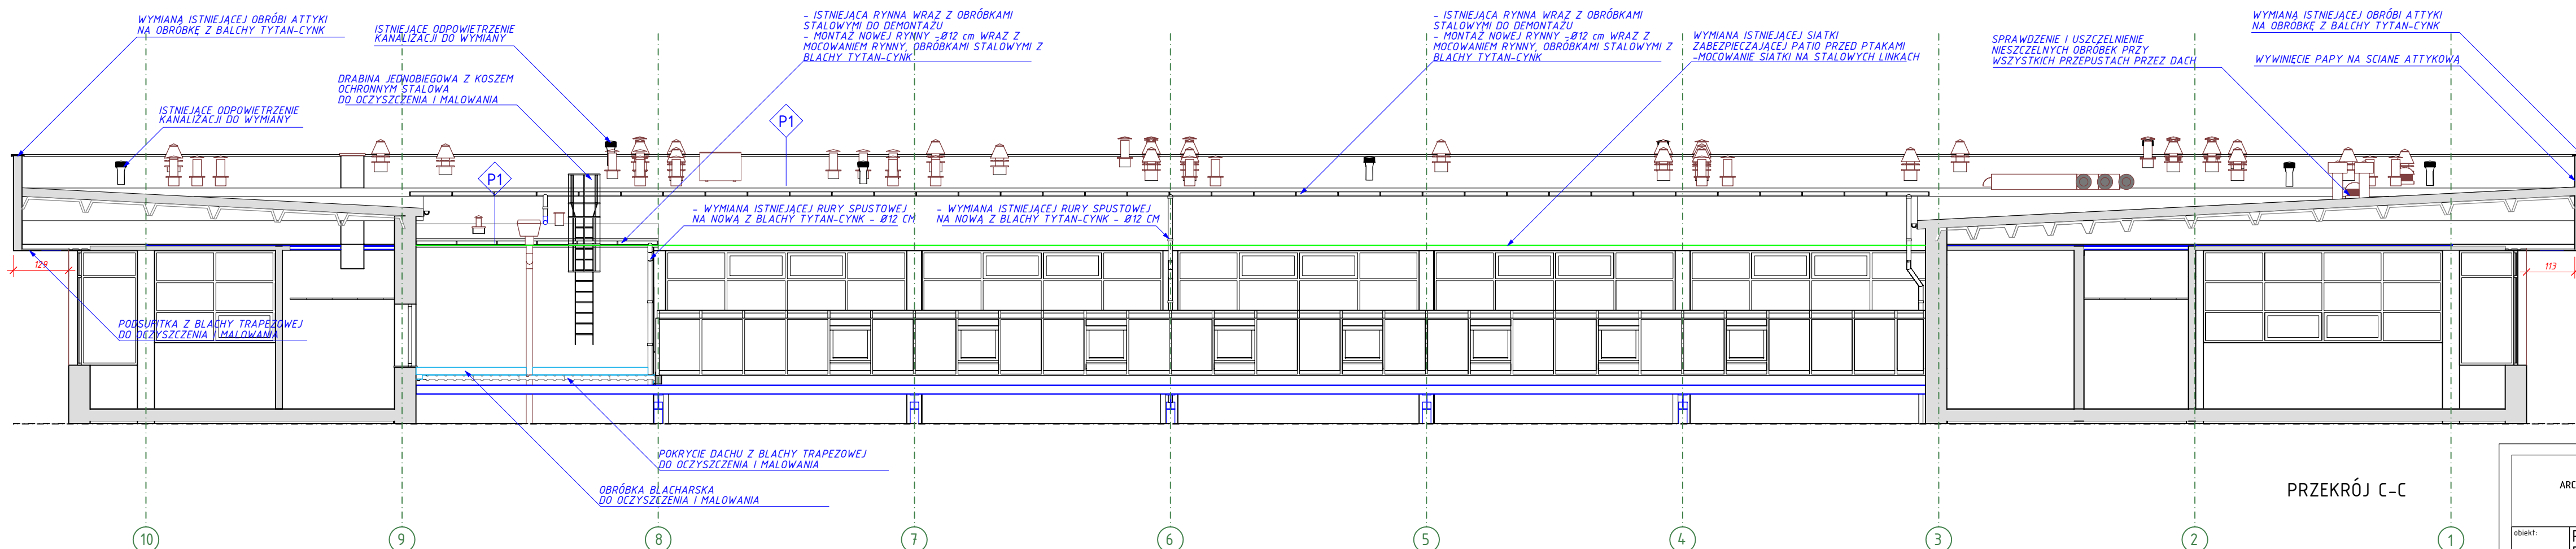 WYMIANĄ ISTNIEJĄCEJ OBRÓBI ATTYKI
NA OBRÓBKĘ Z BALCHY TYTAN-CYNK
ISTNIEJĄCE ODPOWIETRZENIE
KANALIZACJI DO WYMIANY
DRABINA JEDNOBIEGOWA Z KOSZEM
OCHRONNYM STALOWA
DO OCZYSZCZENIA I MALOWANIA
ISTNIEJĄCE ODPOWIETRZENIE
KANALIZACJI DO WYMIANY
- ISTNIEJĄCA RYNNA WRAZ Z OBRÓBKAMI
STALOWYMI DO DEMONTAŻU
- MONTAŻ NOWEJ RYNNY -Ø12 cm WRAZ Z
MOCOWANIEM RYNNY, OBRÓBKAMI STALOWYMI Z
BLACHY TYTAN-CYNK
- ISTNIEJĄCA RYNNA WRAZ Z OBRÓBKAMI
STALOWYMI DO DEMONTAŻU
- MONTAŻ NOWEJ RYNNY -Ø12 cm WRAZ Z
MOCOWANIEM RYNNY, OBRÓBKAMI STALOWYMI Z
BLACHY TYTAN-CYNK
WYMIANA ISTNIEJĄCEJ SIATKI
ZABEZPIECZAJĄCEJ PATIO PRZED PTAKAMI
-MOCOWANIE SIATKI NA STALOWYCH LINKACH
SPRAWDZENIE I USZCZELNIENIE
NIESZCZELNYCH OBRÓBEK PRZY
WSZYSTKICH PRZEPUSTACH PRZEZ DACH
WYMIANĄ ISTNIEJĄCEJ OBRÓBI ATTYKI
NA OBRÓBKĘ Z BALCHY TYTAN-CYNK
WYWINIĘCIE PAPY NA SCIANE ATTYKOWĄ
P1
P1
- WYMIANA ISTNIEJĄCEJ RURY SPUSTOWEJ
NA NOWĄ Z BLACHY TYTAN-CYNK - Ø12 CM
- WYMIANA ISTNIEJĄCEJ RURY SPUSTOWEJ
NA NOWĄ Z BLACHY TYTAN-CYNK - Ø12 CM
129
113
PODSUFITKA Z BLACHY TRAPEZOWEJ
DO OCZYSZCZENIA I MALOWANIA
POKRYCIE DACHU Z BLACHY TRAPEZOWEJ
DO OCZYSZCZENIA I MALOWANIA
OBRÓBKA BLACHARSKA
DO OCZYSZCZENIA I MALOWANIA
PRZEKRÓJ C-C
ARC
obiekt:
10
9
8
7
6
5
4
3
2
1